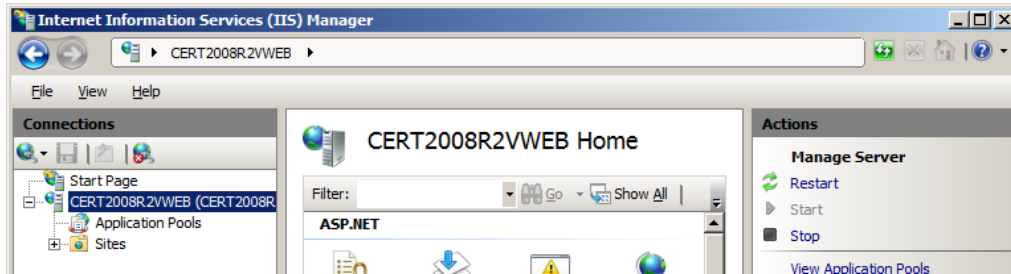 Internet Information Services (IIS) Manager
CERT2008R2VWEB
File View Help
Connections
Start Page
CERT2008R2VWEB (CERT2008R
Application Pools
Sites
CERT2008R2VWEB Home
Filter: Go Show All
ASP.NET
Actions
Manage Server
Restart
Start
Stop
View Application Pools